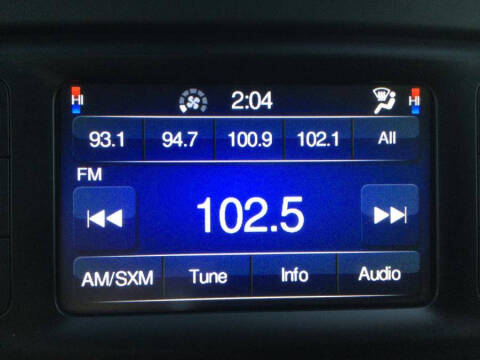 HI 2:04 HI
93.1 94.7 100.9 102.1 All
FM
102.5
AM/SXM Tune Info Audio